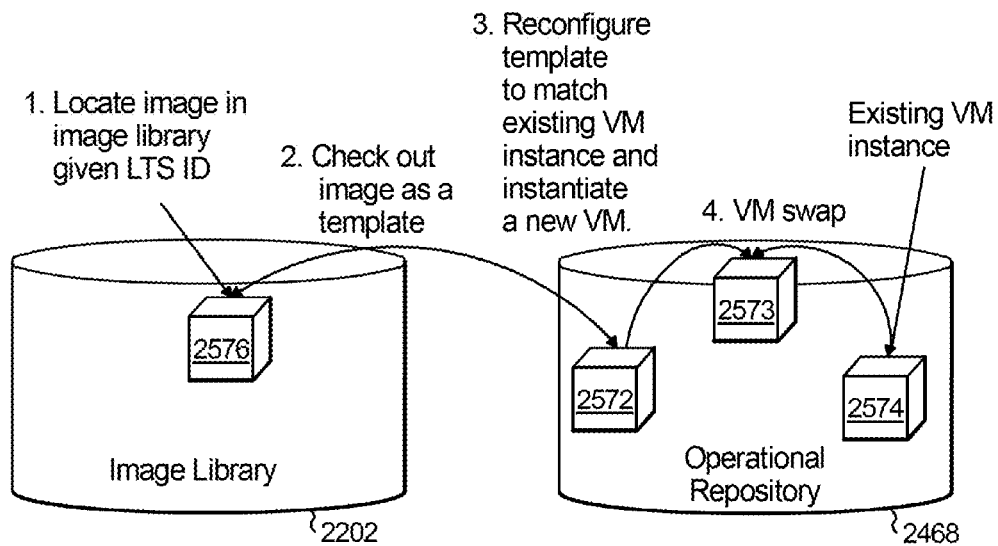 1. Locate image in
image library
given LTS ID
2. Check out
image as a
template
3. Reconfigure
template
to match
existing VM
instance and
instantiate
a new VM.
4. VM swap
Existing VM
instance
2576
2572
2573
2574
Image Library
Operational
Repository
2202
2468